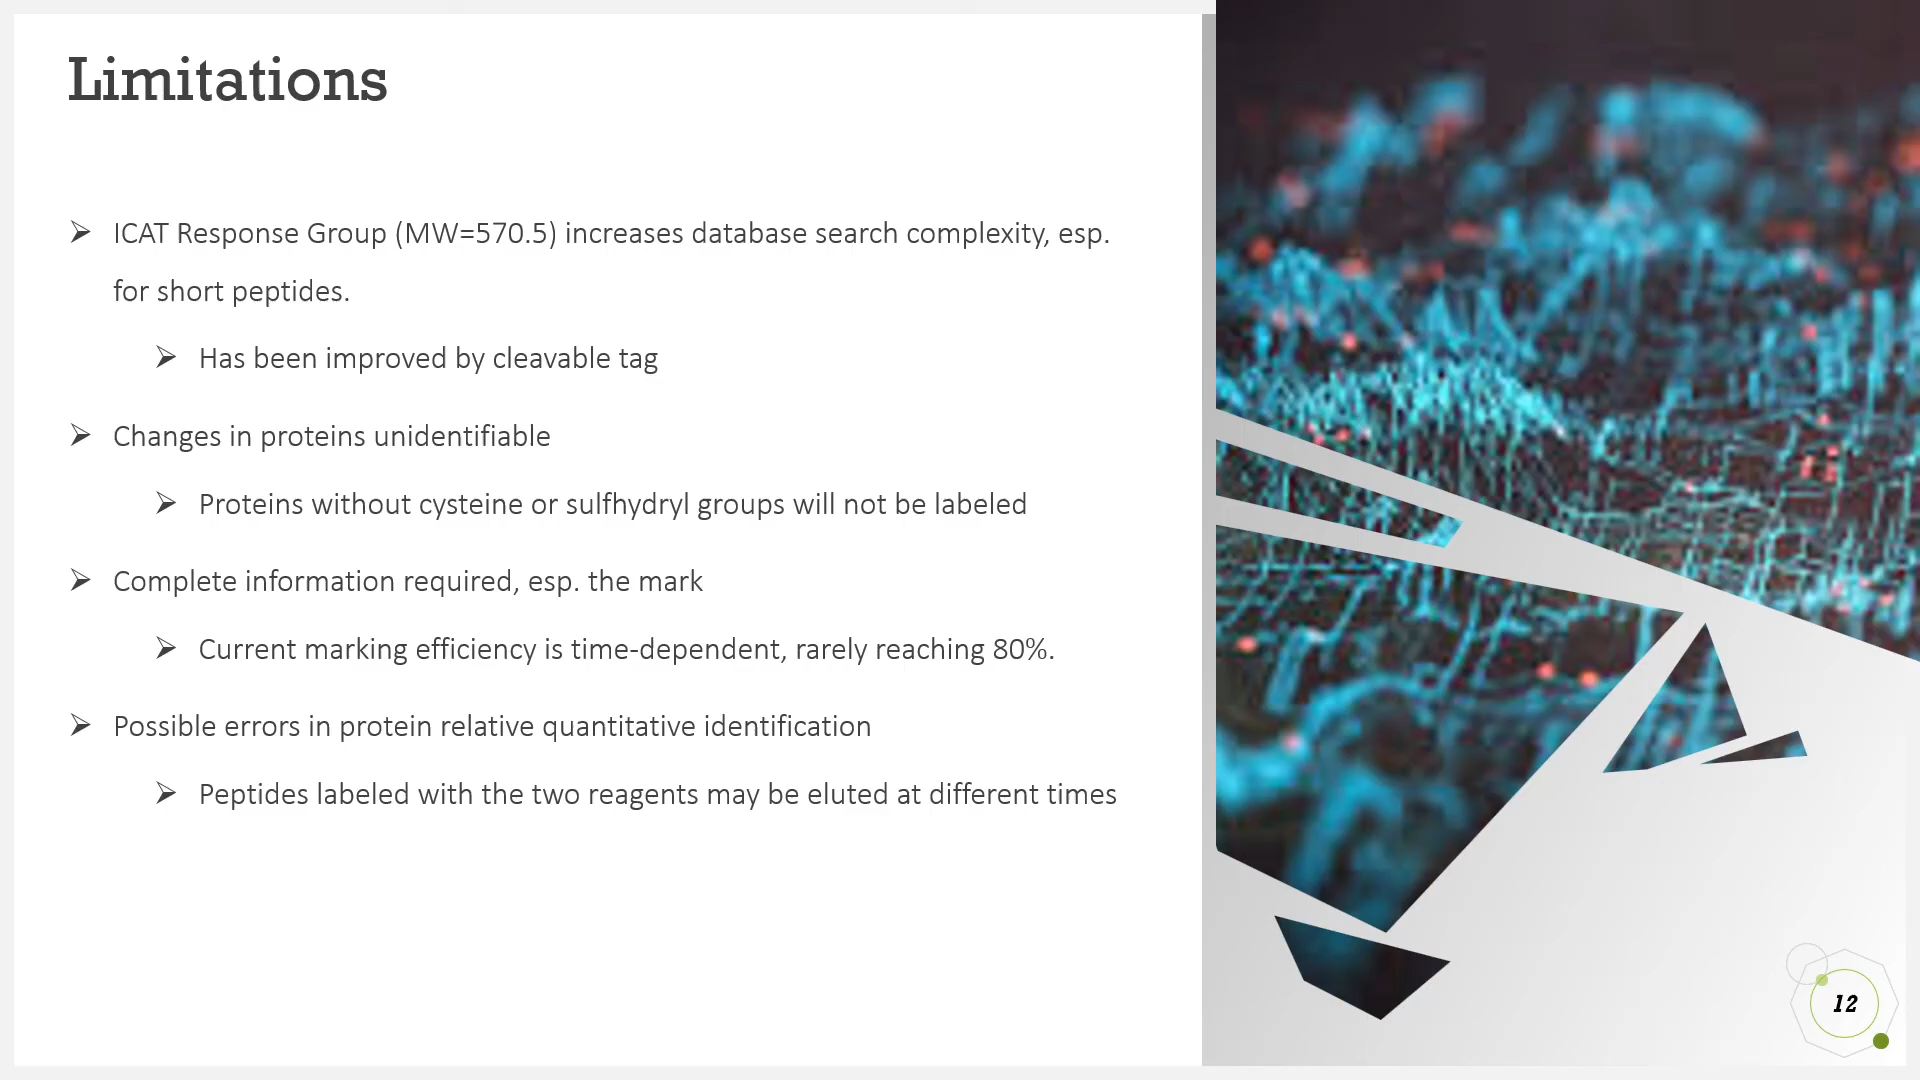 Limitations
ICAT Response Group (MW=570.5) increases database search complexity, esp.
for short peptides.
Has been improved by cleavable tag
Changes in proteins unidentifiable
Proteins without cysteine or sulfhydryl groups will not be labeled
Complete information required, esp. the mark
Current marking efficiency is time-dependent, rarely reaching 80%.
Possible errors in protein relative quantitative identification
Peptides labeled with the two reagents may be eluted at different times
12